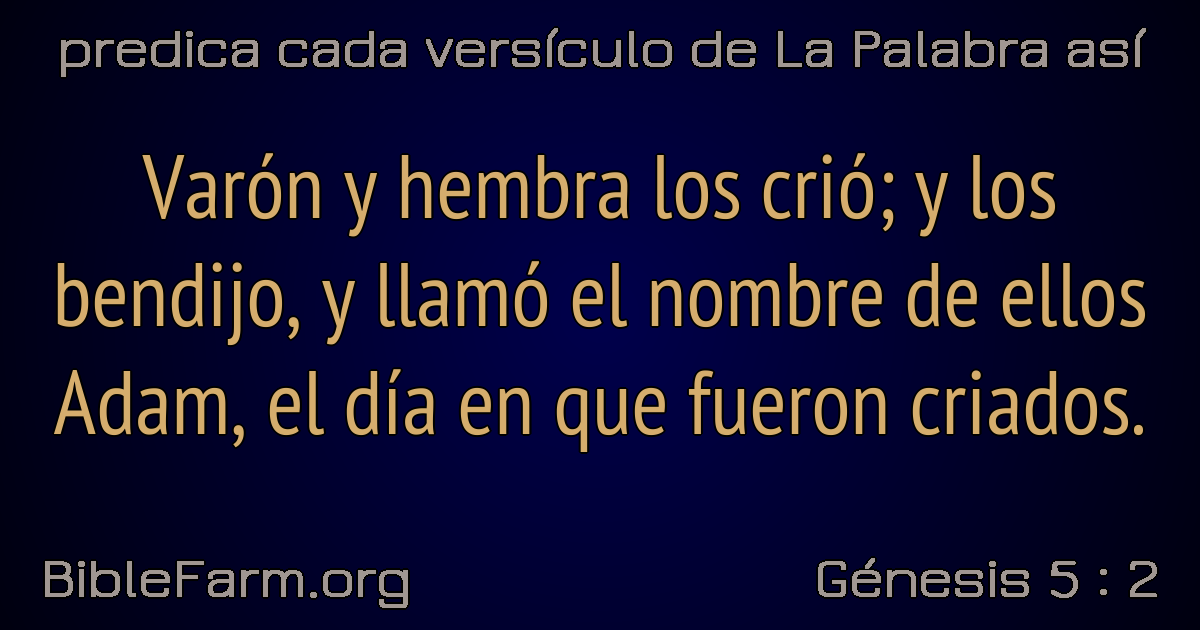 predica cada versículo de La Palabra así
Varón y hembra los crió; y los
bendijo, y llamó el nombre de ellos
Adam, el día en que fueron criados.
BibleFarm.org
Génesis 5 : 2